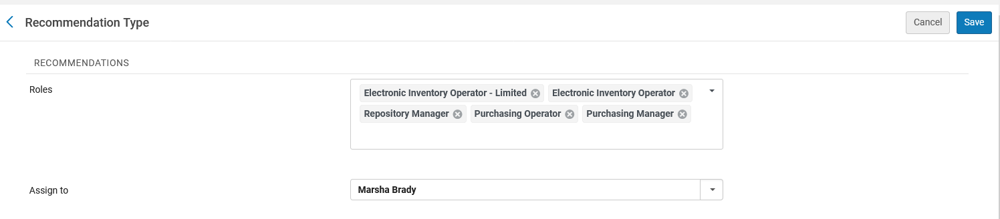 Recommendation Type
Cancel
Save
RECOMMENDATIONS
Roles
Electronic Inventory Operator - Limited
Electronic Inventory Operator
Repository Manager
Purchasing Operator
Purchasing Manager
Assign to
Marsha Brady